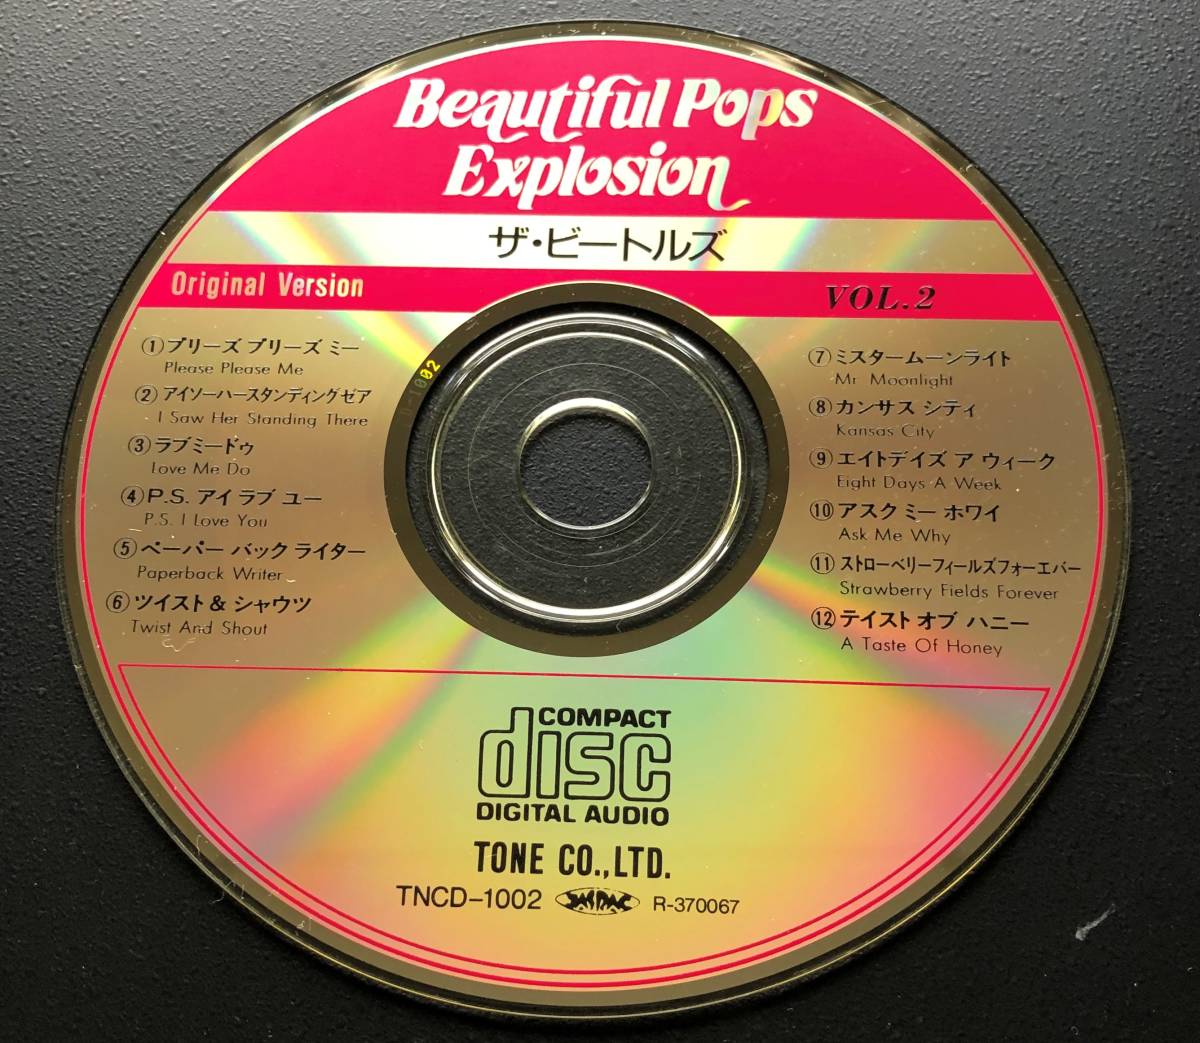 Beautiful Pops
Explosion
ザ・ビートルズ
Original Version
VOL.2
①プリーズ プリーズ ミー
Please Please Me
②アイソーハースタンディングゼア
I Saw Her Standing There
③ラブミードゥ
Love Me Do
④P.S. アイ ラブ ユー
P.S. I Love You
⑤ペーパー バック ライター
Paperback Writer
⑥ツイスト & シャウツ
Twist And Shout
⑦ミスタームーンライト
Mr. Moonlight
⑧カンサス シティ
Kansas City
⑨エイトデイズ ア ウィーク
Eight Days A Week
⑩アスク ミー ホワイ
Ask Me Why
⑪ストローベリーフィールズフォーエバー
Strawberry Fields Forever
⑫テイスト オブ ハニー
A Taste Of Honey
1002
COMPACT
disc
DIGITAL AUDIO
TONE CO.,LTD.
TNCD-1002 JASRAC R-370067